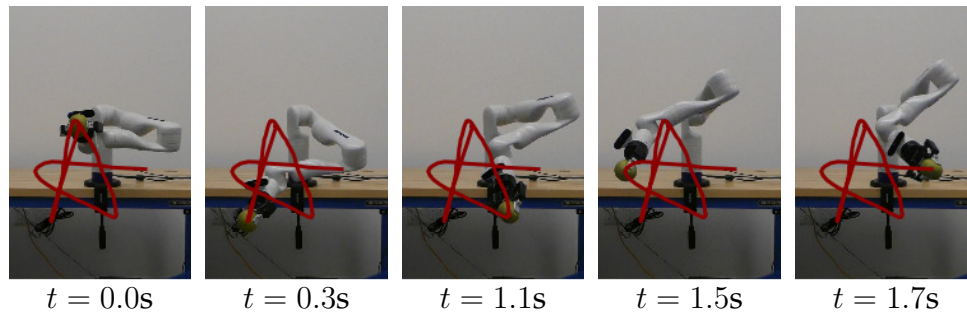 t = 0.0s
t = 0.3s
t = 1.1s
t = 1.5s
t = 1.7s